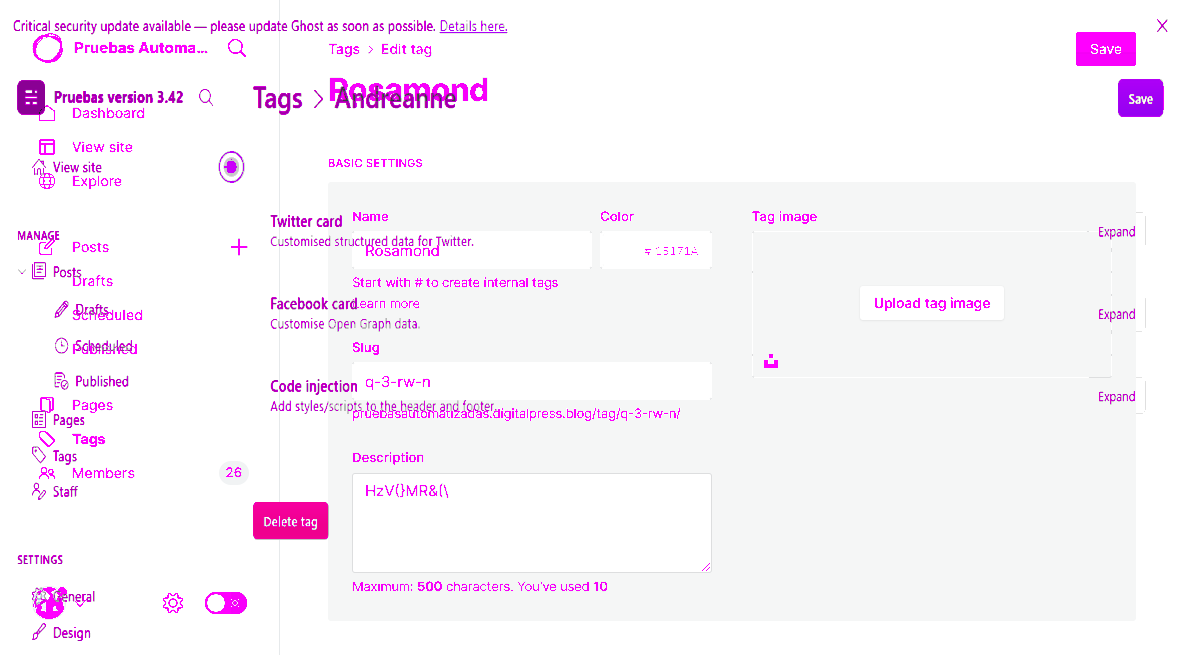 Critical security update available — please update Ghost as soon as possible. Details here.
Pruebas Automa...
Tags > Edit tag
Save
Rosamond
Pruebas version 3.42
Tags > Andreanne
Save
Dashboard
View site
View site
Explore
BASIC SETTINGS
MANAGE
Posts
Posts
Drafts
Drafts
Scheduled
Scheduled
Published
Published
Pages
Pages
Tags
Tags
Members
26
Staff
SETTINGS
General
Design
Twitter card
Customised structured data for Twitter.
Expand
Facebook card
Customise Open Graph data.
Expand
Code injection
Add styles/scripts to the header and footer.
Expand
Delete tag
Name
Rosamond
Color
# 15171A
Start with # to create internal tags
Learn more
Slug
q-3-rw-n
pruebasautomatizadas.digitalpress.blog/tag/q-3-rw-n/
Description
HzV(}MR&(\
Maximum: 500 characters. You've used 10
Tag image
Upload tag image